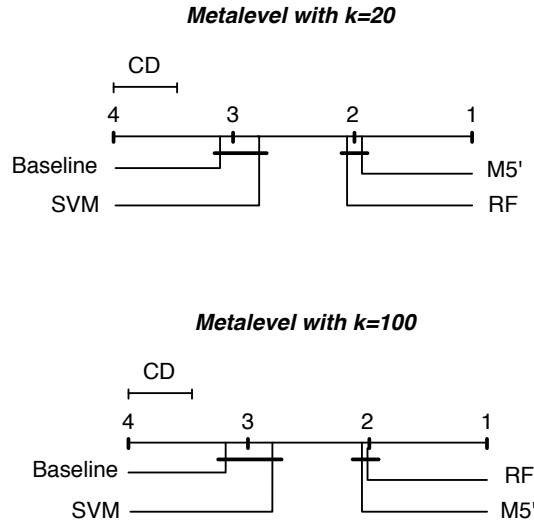 Metalevel with k=20
CD
4 3 2 1
Baseline M5'
SVM RF
Metalevel with k=100
CD
4 3 2 1
Baseline RF
SVM M5'